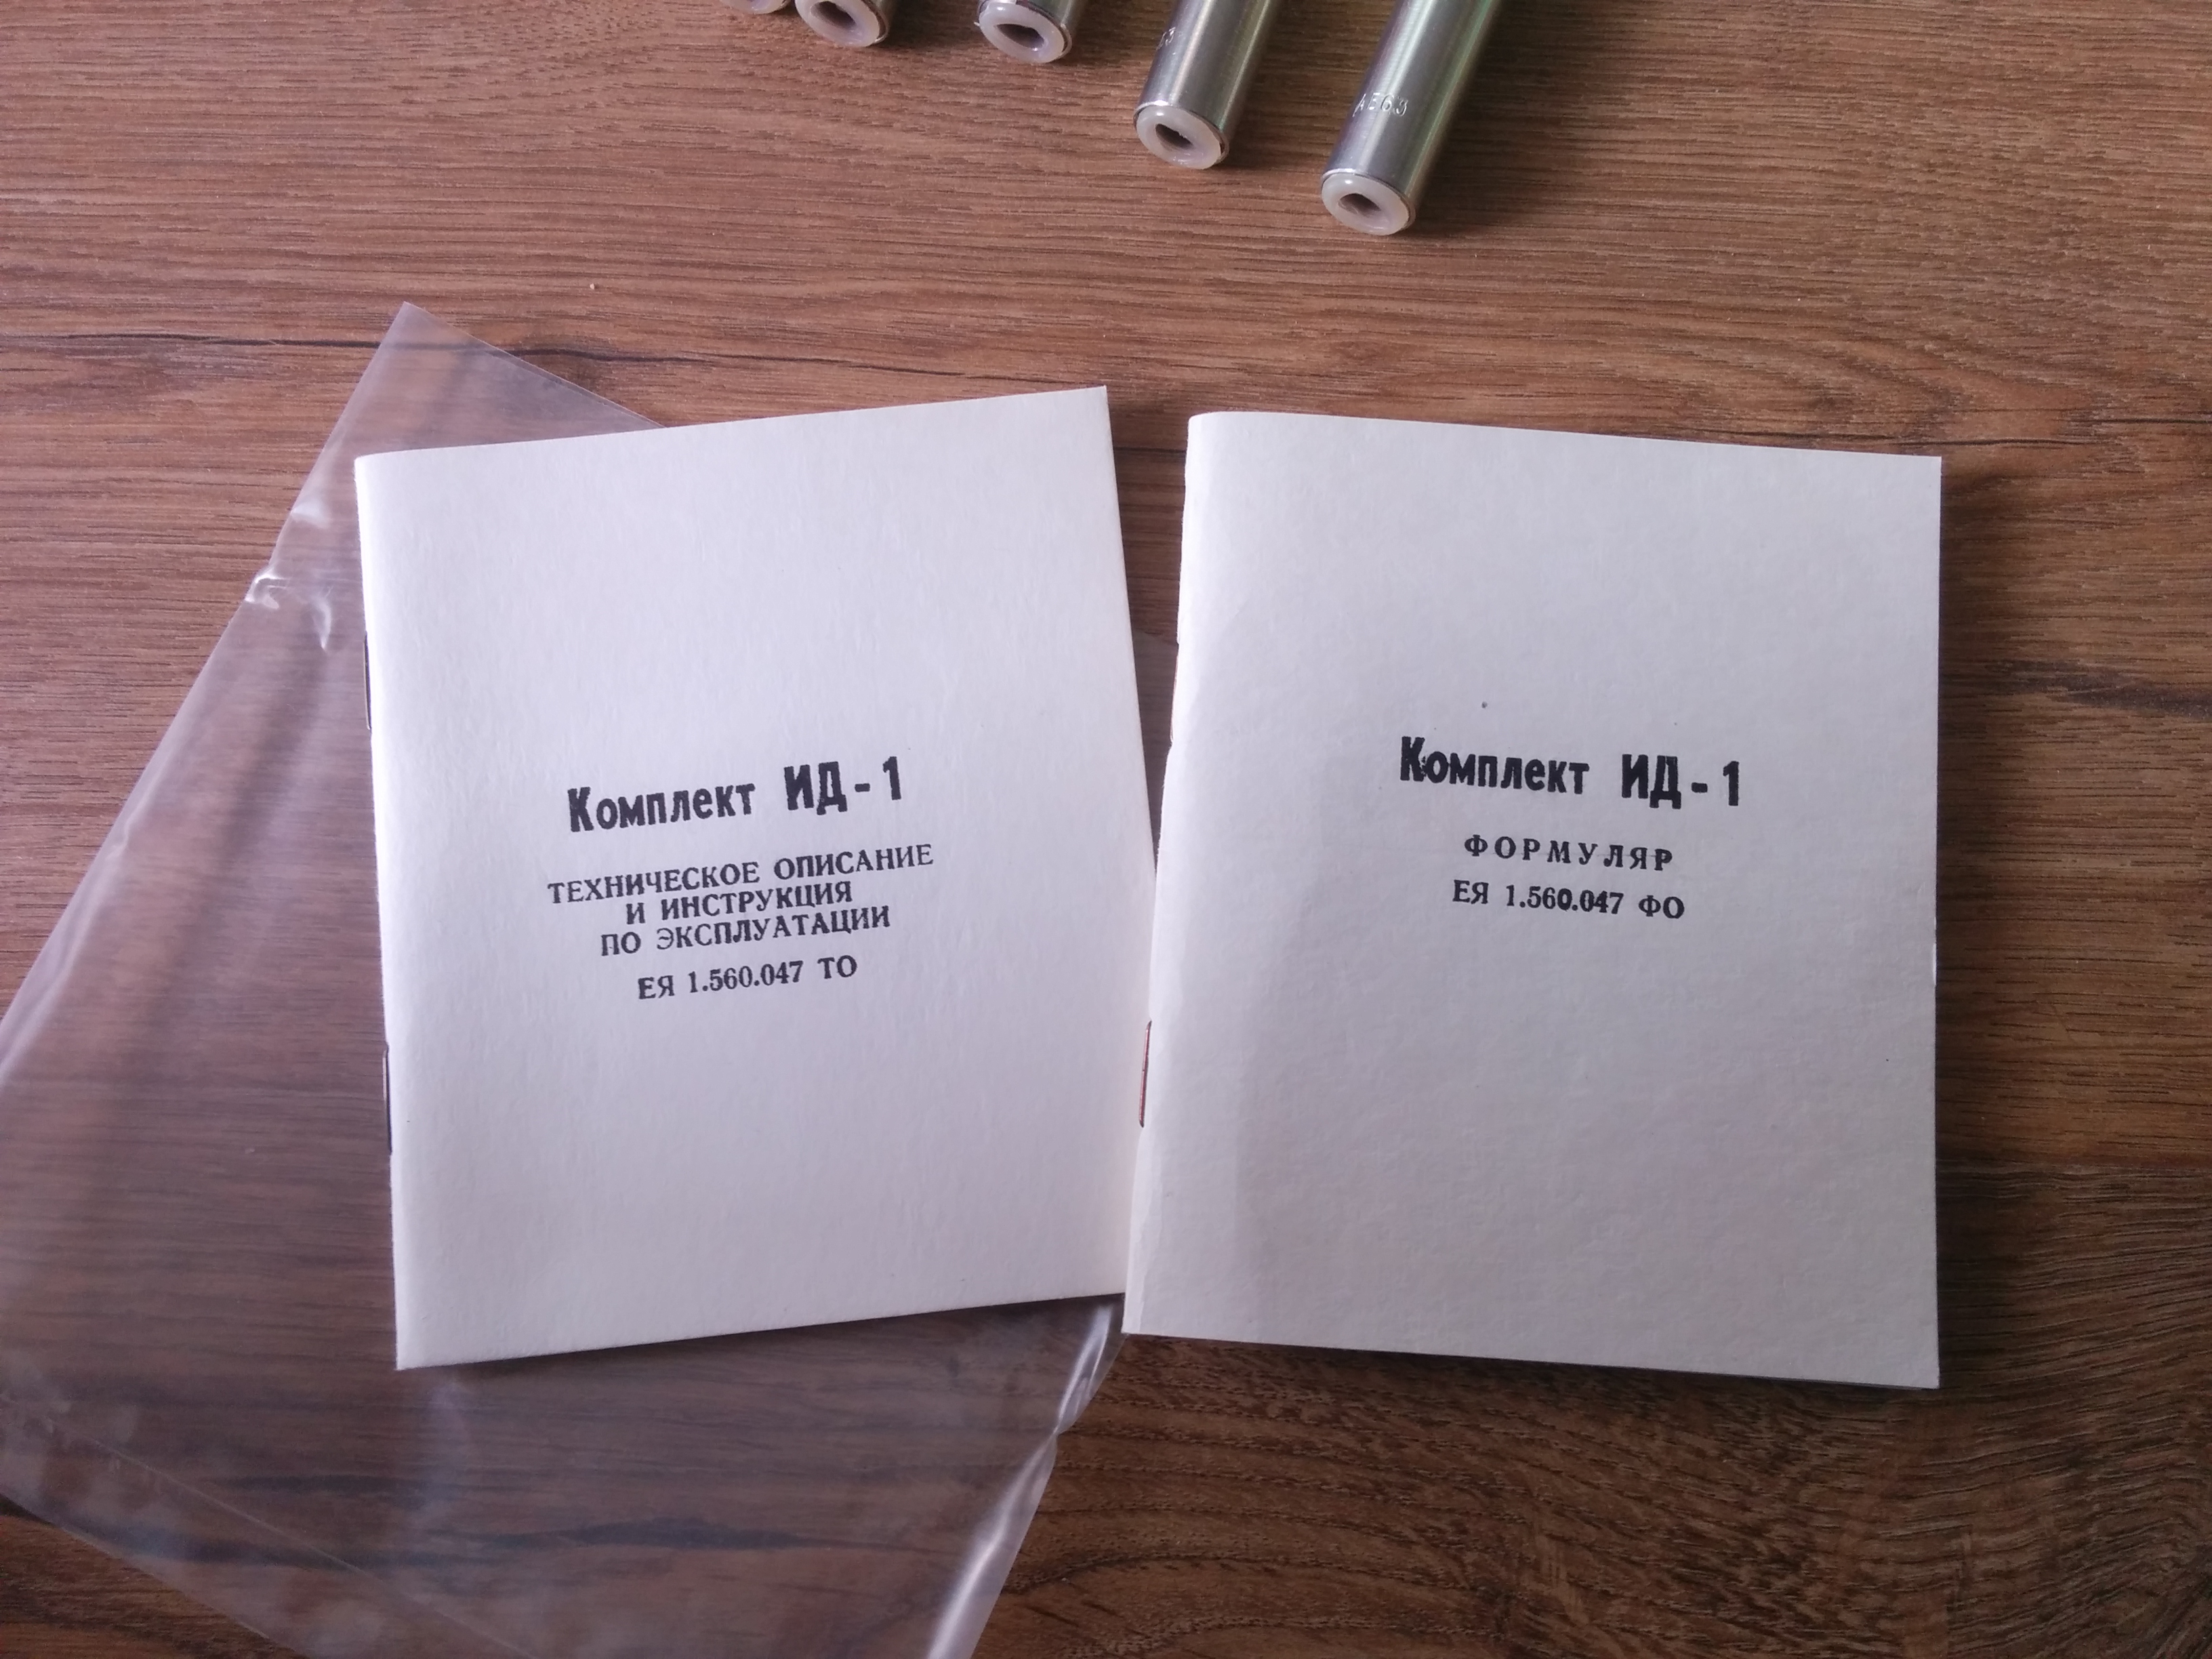 Комплект ИД-1
ТЕХНИЧЕСКОЕ ОПИСАНИЕ
И ИНСТРУКЦИЯ
ПО ЭКСПЛУАТАЦИИ
ЕЯ 1.560.047 ТО
Комплект ИД-1
ФОРМУЛЯР
ЕЯ 1.560.047 ФО